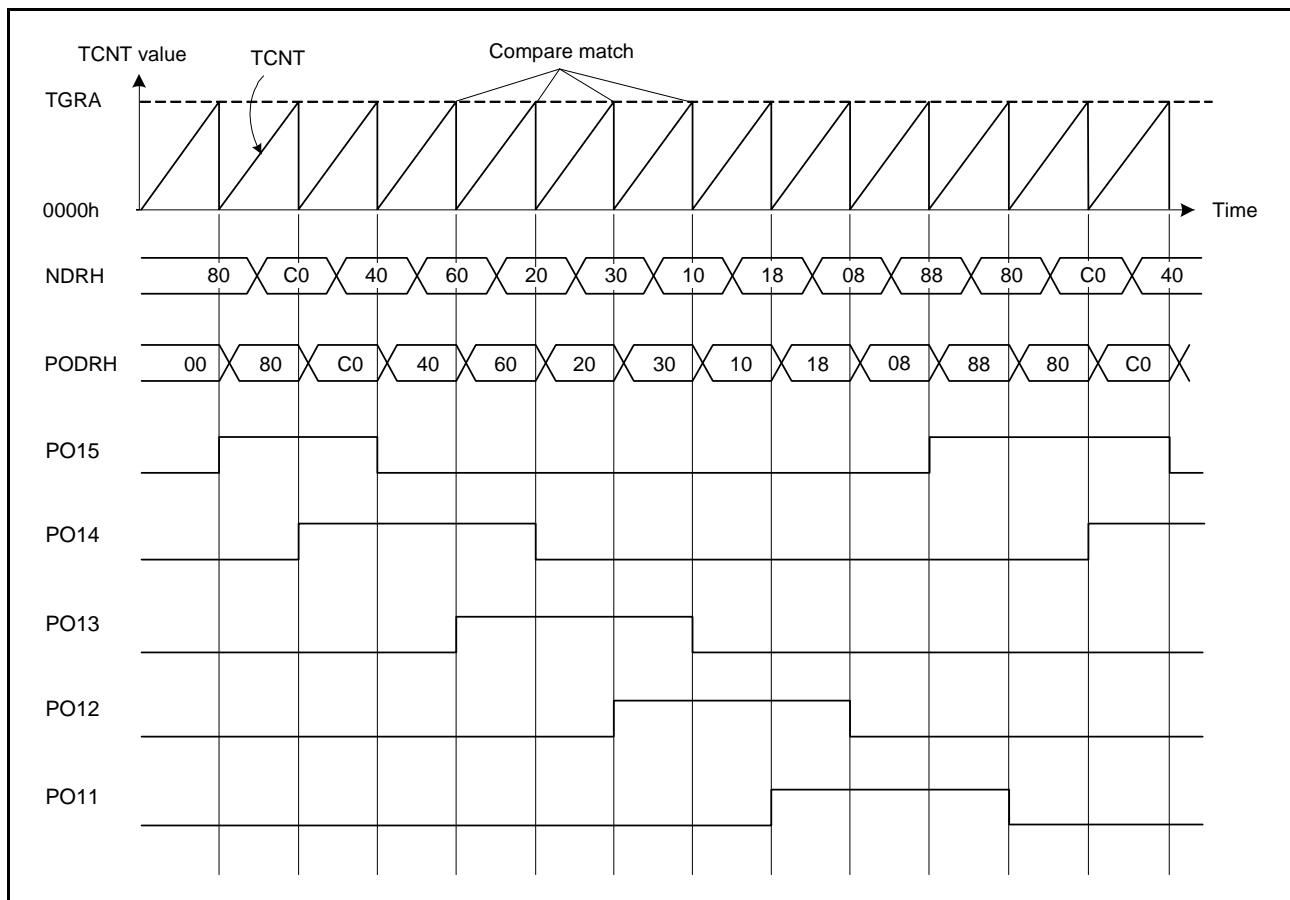 TCNT value
TCNT
Compare match
TGRA
0000h
Time
NDRH 80 C0 40 60 20 30 10 18 08 88 80 C0 40
PODRH 00 80 C0 40 60 20 30 10 18 08 88 80 C0
PO15
PO14
PO13
PO12
PO11